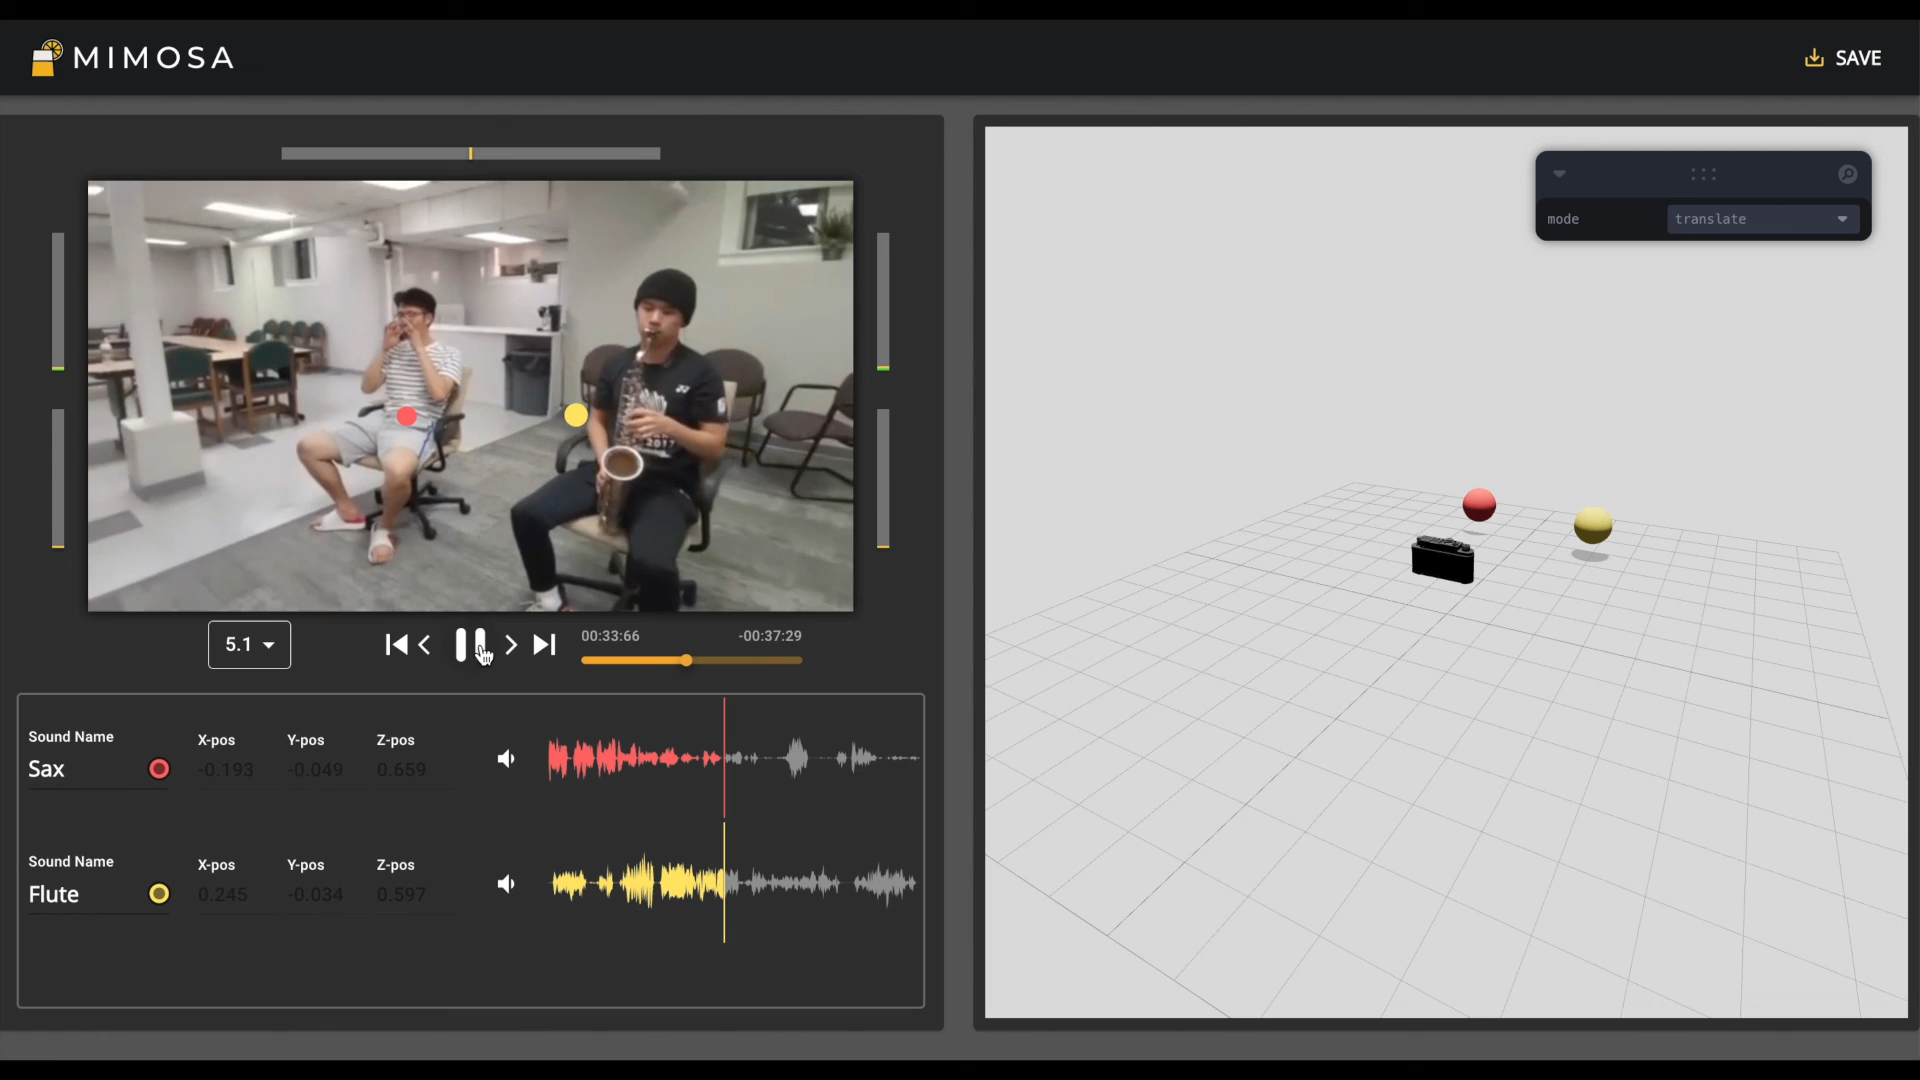 MIMOSA
SAVE
mode
translate
2017
5.1
00:33:66
-00:37:29
Sound Name
X-pos
Y-pos
Z-pos
Sax
-0.193
-0.049
0.659
Sound Name
X-pos
Y-pos
Z-pos
Flute
0.245
-0.034
0.597